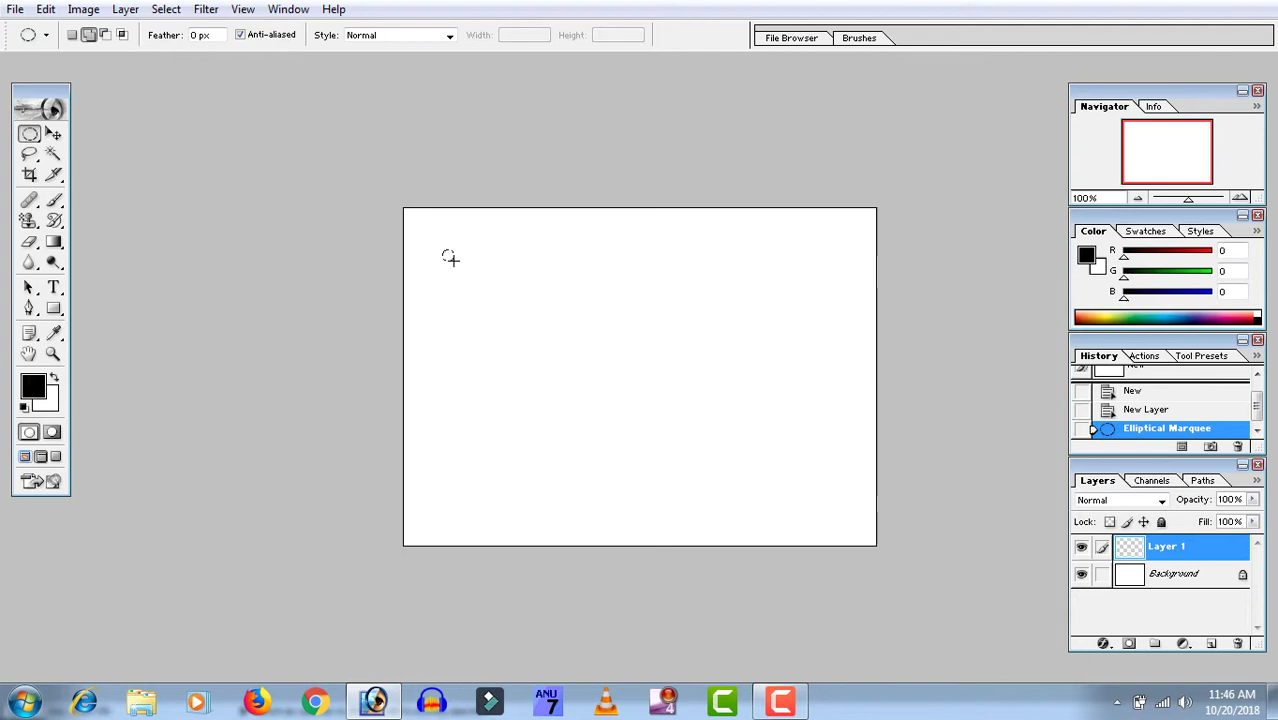 File Edit Image Layer Select Filter View Window Help
Feather: 0 px Anti-aliased Style: Normal Width: Height: File Browser Brushes
Navigator Info
100%
Color Swatches Styles
R 0
G 0
B 0
History Actions Tool Presets
New
New Layer
Elliptical Marquee
Layers Channels Paths
Normal Opacity: 100%
Lock: Fill: 100%
Layer 1
Background
T
ANU
7
4
11:46 AM
10/20/2018